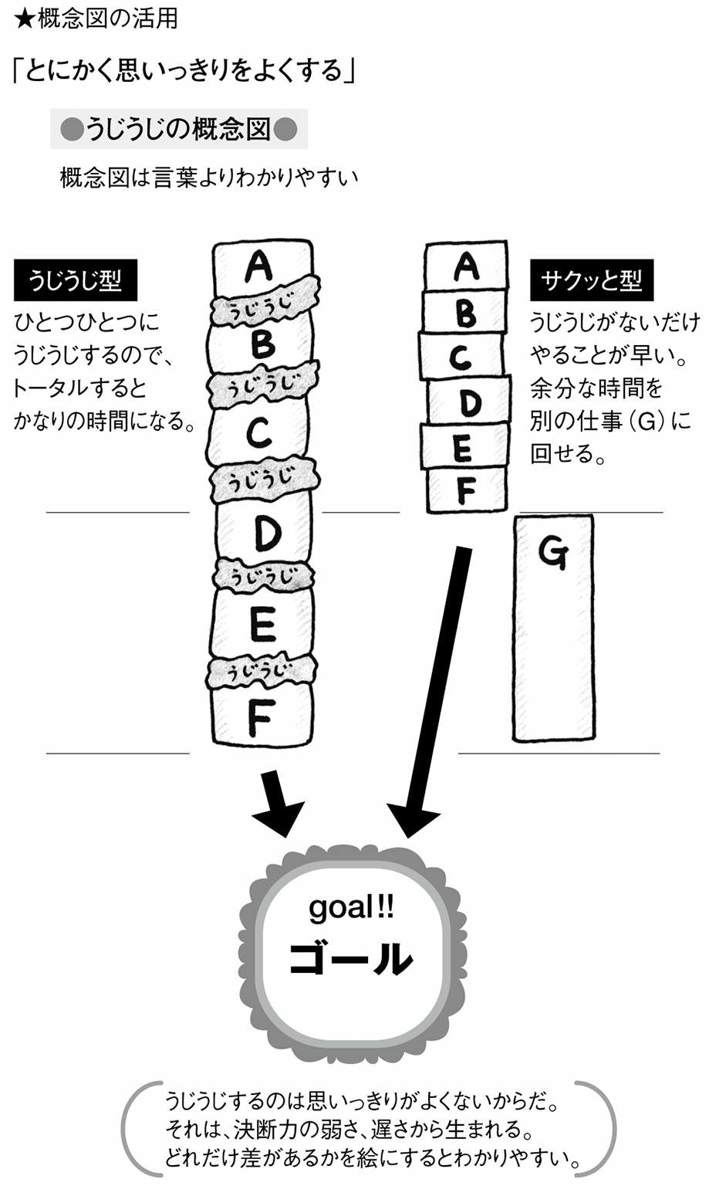 ★概念図の活用
「とにかく思いっきりをよくする」
●うじうじの概念図●
概念図は言葉よりわかりやすい
うじうじ型
ひとつひとつに
うじうじするので、
トータルすると
かなりの時間になる。
A
うじうじ
B
うじうじ
C
うじうじ
D
うじうじ
E
うじうじ
F
A
B
C
D
E
F
サクッと型
うじうじがないだけ
やることが早い。
余分な時間を
別の仕事(G)に
回せる。
G
goal!!
ゴール
うじうじするのは思いっきりがよくないからだ。
それは、決断力の弱さ、遅さから生まれる。
どれだけ差があるかを絵にするとわかりやすい。